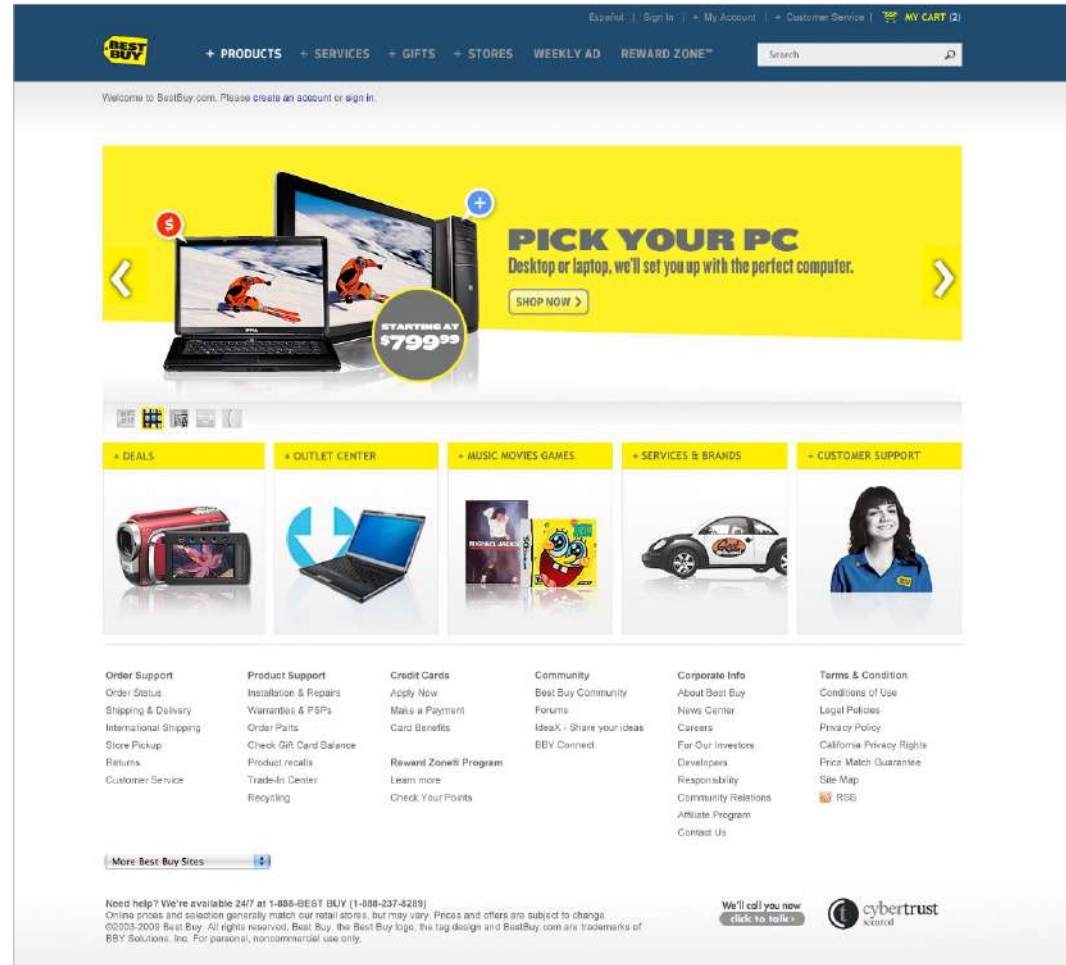 Español | Sign In | + My Account | + Customer Service | MY CART (2)
BEST BUY
+ PRODUCTS + SERVICES + GIFTS + STORES WEEKLY AD REWARD ZONE™ Search
Welcome to BestBuy.com. Please create an account or sign in.
$
+
PICK YOUR PC
Desktop or laptop, we'll set you up with the perfect computer.
SHOP NOW >
STARTING AT
$799⁹⁹
DELL
+ DEALS
+ OUTLET CENTER
+ MUSIC MOVIES GAMES
+ SERVICES & BRANDS
+ CUSTOMER SUPPORT
Order Support
Order Status
Shipping & Delivery
International Shipping
Store Pickup
Returns
Customer Service
Product Support
Installation & Repairs
Warranties & PSPs
Order Parts
Check Gift Card Balance
Product recalls
Trade-In Center
Recycling
Credit Cards
Apply Now
Make a Payment
Card Benefits
Reward Zone® Program
Learn more
Check Your Points
Community
Best Buy Community
Forums
IdeaX - Share your ideas
BBY Connect
Corporate Info
About Best Buy
News Center
Careers
For Our Investors
Developers
Responsibility
Community Relations
Affiliate Program
Contact Us
Terms & Condition
Conditions of Use
Legal Policies
Privacy Policy
California Privacy Rights
Price Match Guarantee
Site Map
RSS
More Best Buy Sites
Need help? We're available 24/7 at 1-888-BEST BUY (1-888-237-8289)
Online prices and selection generally match our retail stores, but may vary. Prices and offers are subject to change.
©2003-2009 Best Buy. All rights reserved. Best Buy, the Best Buy logo, the tag design and BestBuy.com are trademarks of
BBY Solutions, Inc. For personal, noncommercial use only.
We'll call you now
click to talk >
cybertrust
secured